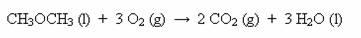 CH3OCH3 (l) + 3 O2 (g) → 2 CO2 (g) + 3 H2O (l)